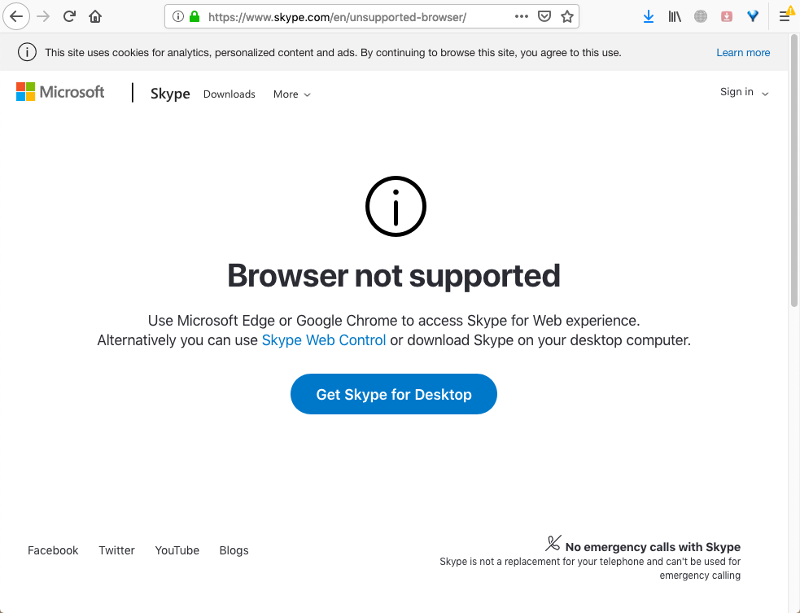 https://www.skype.com/en/unsupported-browser/
This site uses cookies for analytics, personalized content and ads. By continuing to browse this site, you agree to this use.
Learn more
Microsoft
Skype
Downloads
More
Sign in
Browser not supported
Use Microsoft Edge or Google Chrome to access Skype for Web experience.
Alternatively you can use Skype Web Control or download Skype on your desktop computer.
Get Skype for Desktop
Facebook
Twitter
YouTube
Blogs
No emergency calls with Skype
Skype is not a replacement for your telephone and can't be used for
emergency calling